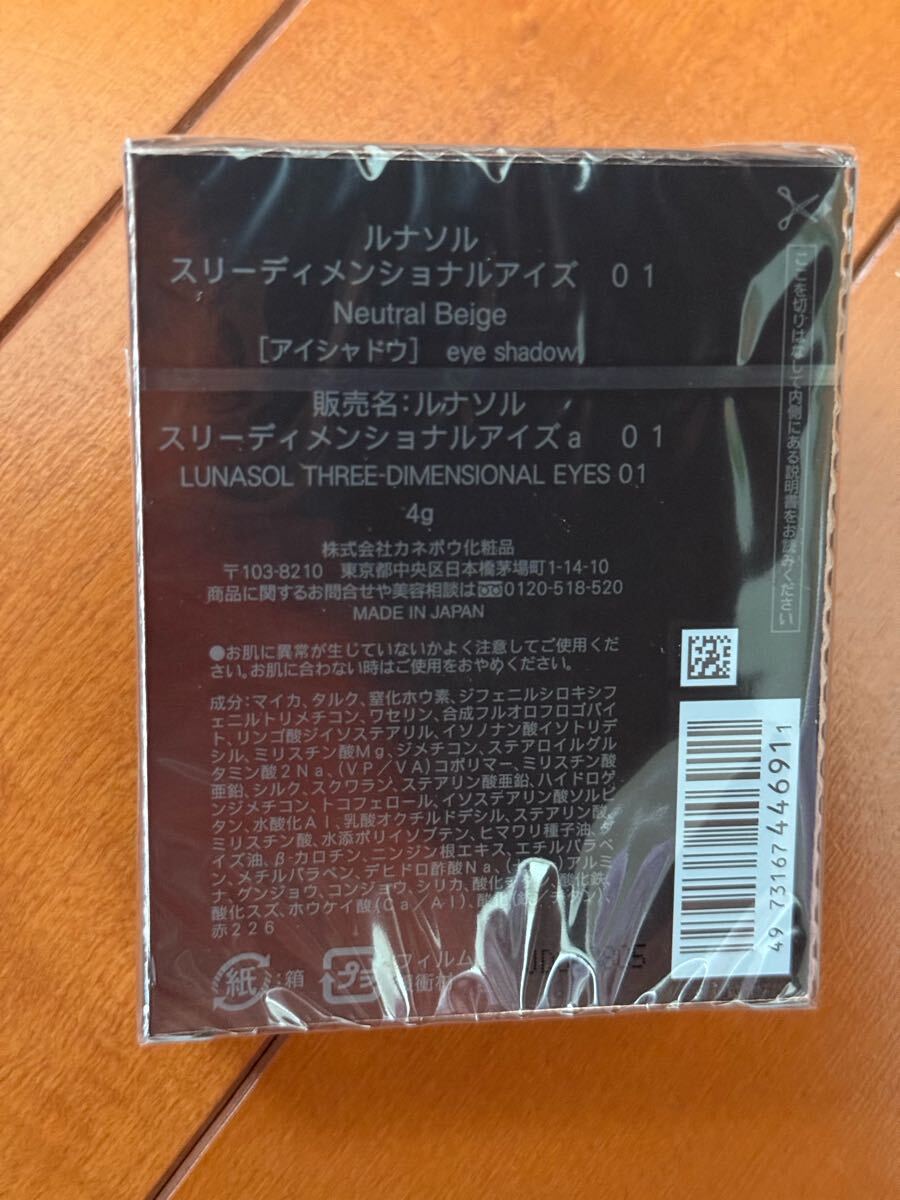 ルナソル
スリーディメンショナルアイズ 01
Neutral Beige
[アイシャドウ] eye shadow
販売名:ルナソル
スリーディメンショナルアイズa 01
LUNASOL THREE-DIMENSIONAL EYES 01
4g
株式会社カネボウ化粧品
〒103-8210 東京都中央区日本橋茅場町1-14-10
商品に関するお問合せや美容相談は 0120-518-520
MADE IN JAPAN
●お肌に異常が生じていないかよく注意してご使用くだ
さい。お肌に合わない時はご使用をおやめください。
成分:マイカ、タルク、窒化ホウ素、ジフェニルシロキシフ
ェニルトリメチコン、ワセリン、合成フルオロフロゴパイ
ト、リンゴ酸ジイソステアリル、イソノナン酸イソトリデ
シル、ミリスチン酸Mg、ジメチコン、ステアロイルグル
タミン酸2Na、(VP/VA)コポリマー、ミリスチン酸
亜鉛、シルク、スクワラン、ステアリン酸亜鉛、ハイドロゲ
ンジメチコン、トコフェロール、イソステアリン酸ソルビ
タン、水酸化Al、乳酸オクチルドデシル、ステアリン酸、
ミリスチン酸、水添ポリイソブテン、ヒマワリ種子油、ダ
イズ油、β-カロチン、ニンジン根エキス、エチルパラベ
ン、メチルパラベン、デヒドロ酢酸Na、アルミ
ナ、グンジョウ、コンジョウ、シリカ、酸化 酸化鉄、
酸化スズ、ホウケイ酸(Ca/Al)、
赤226
紙 :箱
プラ フィルム
ここを切りはなして内側にある説明書をお読みください
4973167446911